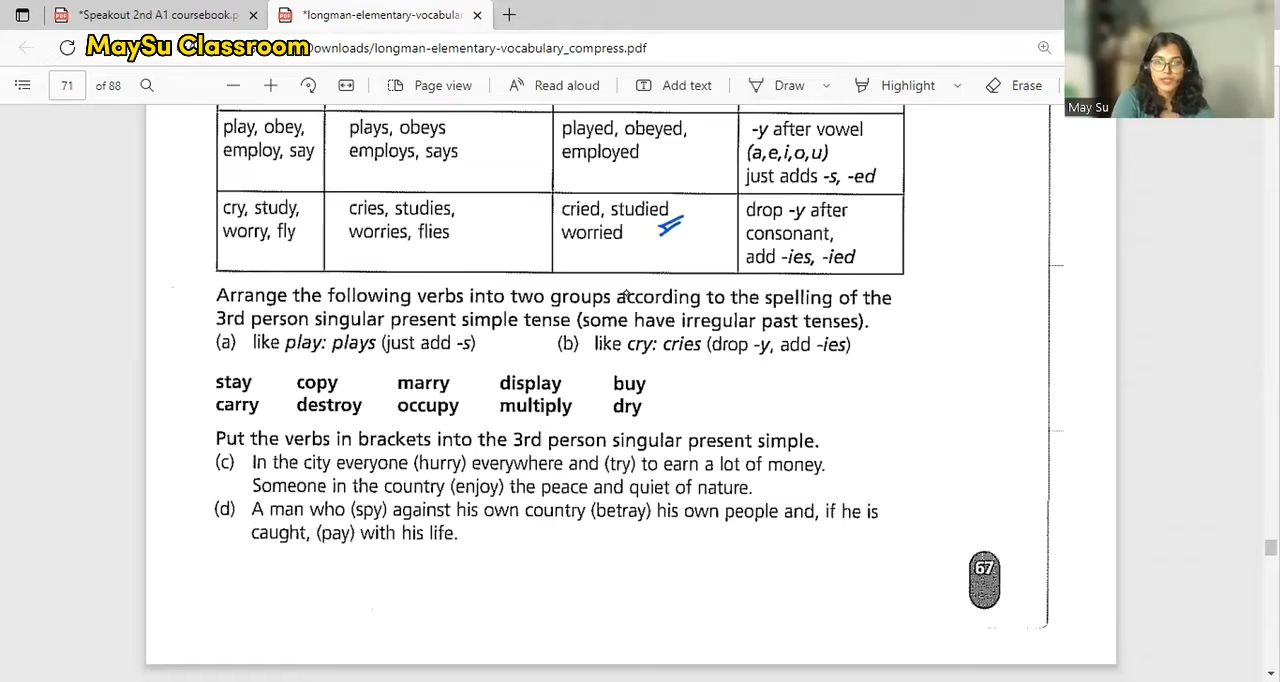 *Speakout 2nd A1 coursebook.p
*longman-elementary-vocabular
MaySu Classroom
Downloads/longman-elementary-vocabulary_compress.pdf
71 of 88
Page view
Read aloud
Add text
Draw
Highlight
Erase
May Su
play, obey, plays, obeys played, obeyed, -y after vowel
employ, say employs, says employed (a,e,i,o,u)
just adds -s, -ed
cry, study, cries, studies, cried, studied drop -y after
worry, fly worries, flies worried consonant,
add -ies, -ied
Arrange the following verbs into two groups according to the spelling of the
3rd person singular present simple tense (some have irregular past tenses).
(a) like play: plays (just add -s) (b) like cry: cries (drop -y, add -ies)
stay copy marry display buy
carry destroy occupy multiply dry
Put the verbs in brackets into the 3rd person singular present simple.
(c) In the city everyone (hurry) everywhere and (try) to earn a lot of money.
Someone in the country (enjoy) the peace and quiet of nature.
(d) A man who (spy) against his own country (betray) his own people and, if he is
caught, (pay) with his life.
67